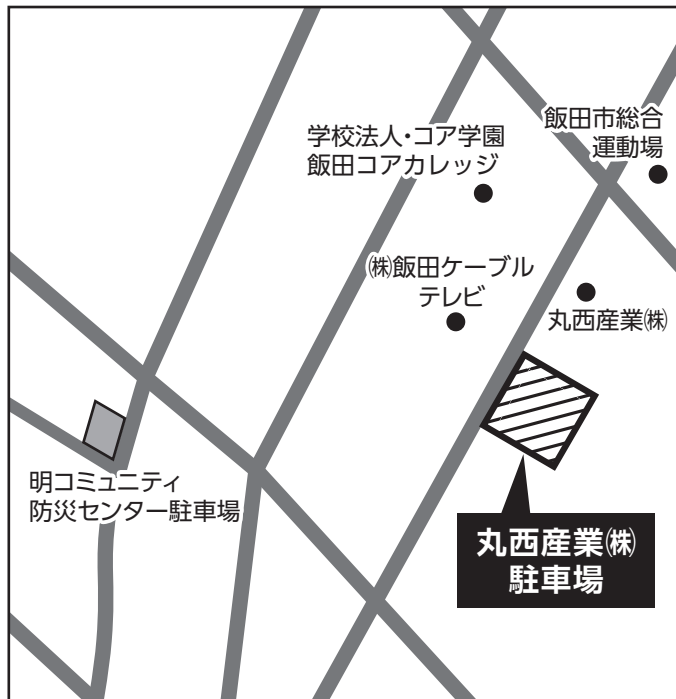 学校法人・コア学園
飯田コアカレッジ
飯田市総合
運動場
㈱飯田ケーブル
テレビ
丸西産業㈱
明コミュニティ
防災センター駐車場
丸西産業㈱
駐車場